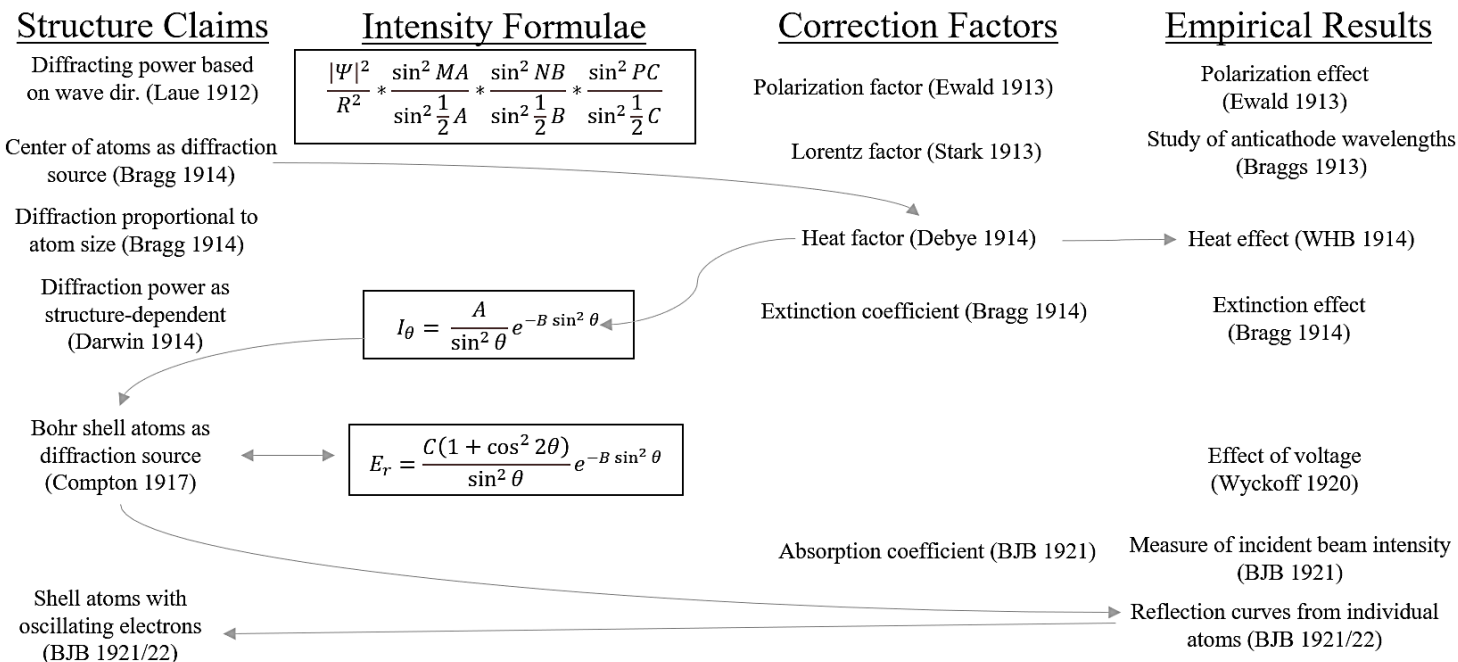 Structure Claims
Diffracting power based
on wave dir. (Laue 1912)
Center of atoms as diffraction
source (Bragg 1914)
Diffraction proportional to
atom size (Bragg 1914)
Diffraction power as
structure-dependent
(Darwin 1914)
Bohr shell atoms as
diffraction source
(Compton 1917)
Shell atoms with
oscillating electrons
(BJB 1921/22)
Intensity Formulae
|Ψ|²/R² * sin² MA/sin² ½A * sin² NB/sin² ½B * sin² PC/sin² ½C
I_θ = A/sin² θ e^(−B sin² θ)
E_r = C(1 + cos² 2θ)/sin² θ e^(−B sin² θ)
Correction Factors
Polarization factor (Ewald 1913)
Lorentz factor (Stark 1913)
Heat factor (Debye 1914)
Extinction coefficient (Bragg 1914)
Absorption coefficient (BJB 1921)
Empirical Results
Polarization effect
(Ewald 1913)
Study of anticathode wavelengths
(Braggs 1913)
Heat effect (WHB 1914)
Extinction effect
(Bragg 1914)
Effect of voltage
(Wyckoff 1920)
Measure of incident beam intensity
(BJB 1921)
Reflection curves from individual
atoms (BJB 1921/22)